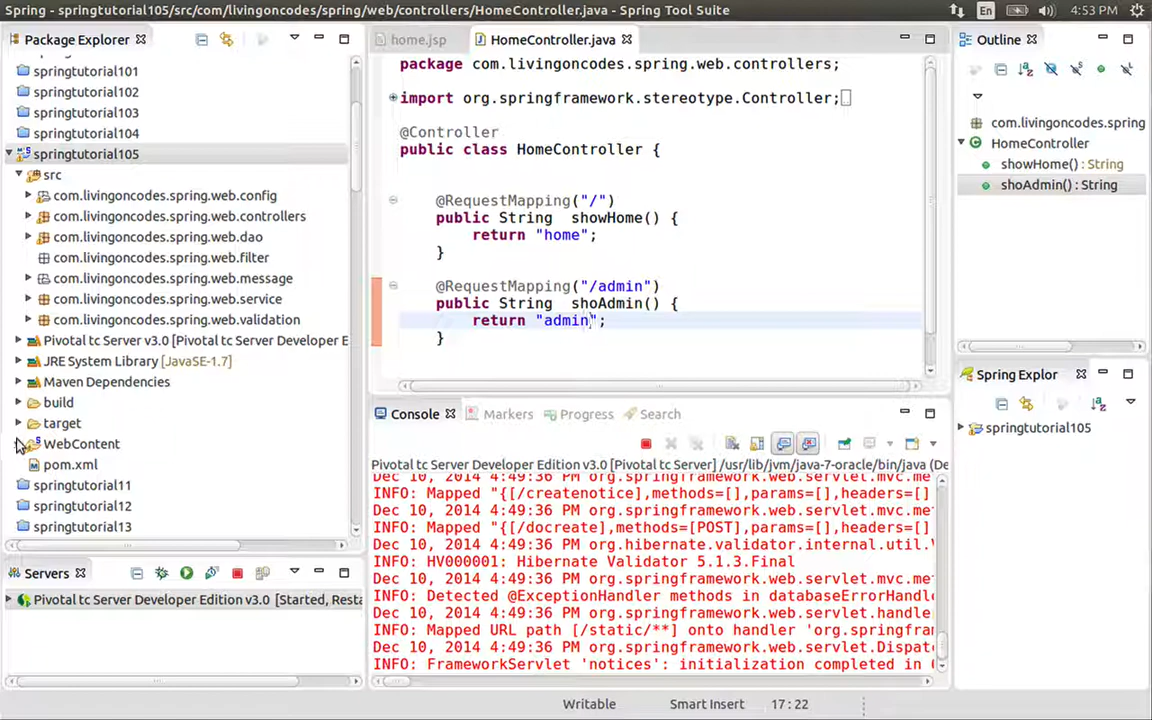 Spring - springtutorial105/src/com/livingoncodes/spring/web/controllers/HomeController.java - Spring Tool Suite
En
4:53 PM
Package Explorer
springtutorial101
springtutorial102
springtutorial103
springtutorial104
springtutorial105
src
com.livingoncodes.spring.web.config
com.livingoncodes.spring.web.controllers
com.livingoncodes.spring.web.dao
com.livingoncodes.spring.web.filter
com.livingoncodes.spring.web.message
com.livingoncodes.spring.web.service
com.livingoncodes.spring.web.validation
Pivotal tc Server v3.0 [Pivotal tc Server Developer E
JRE System Library [JavaSE-1.7]
Maven Dependencies
build
target
WebContent
pom.xml
springtutorial11
springtutorial12
springtutorial13
Servers
Pivotal tc Server Developer Edition v3.0 [Started, Resta
home.jsp
HomeController.java
package com.livingoncodes.spring.web.controllers;
import org.springframework.stereotype.Controller;
@Controller
public class HomeController {
@RequestMapping("/")
public String showHome() {
return "home";
}
@RequestMapping("/admin")
public String shoAdmin() {
return "admin";
}
Console
Markers
Progress
Search
Pivotal tc Server Developer Edition v3.0 [Pivotal tc Server] /usr/lib/jvm/java-7-oracle/bin/java (De
Dec 10, 2014 4:49:36 PM org.springframework.web.servlet.mvc.me
INFO: Mapped "{[/createnotice],methods=[],params=[],headers=[]
Dec 10, 2014 4:49:36 PM org.springframework.web.servlet.mvc.met
INFO: Mapped "{[/docreate],methods=[POST],params=[],headers=[],
Dec 10, 2014 4:49:36 PM org.hibernate.validator.internal.util.V
INFO: HV000001: Hibernate Validator 5.1.3.Final
Dec 10, 2014 4:49:36 PM org.springframework.web.servlet.mvc.met
INFO: Detected @ExceptionHandler methods in databaseErrorHandle
Dec 10, 2014 4:49:36 PM org.springframework.web.servlet.handler
INFO: Mapped URL path [/static/**] onto handler 'org.springfram
Dec 10, 2014 4:49:36 PM org.springframework.web.servlet.Dispatc
INFO: FrameworkServlet 'notices': initialization completed in
Outline
com.livingoncodes.spring
HomeController
showHome() : String
shoAdmin() : String
Spring Explor
springtutorial105
Writable
Smart Insert
17 : 22